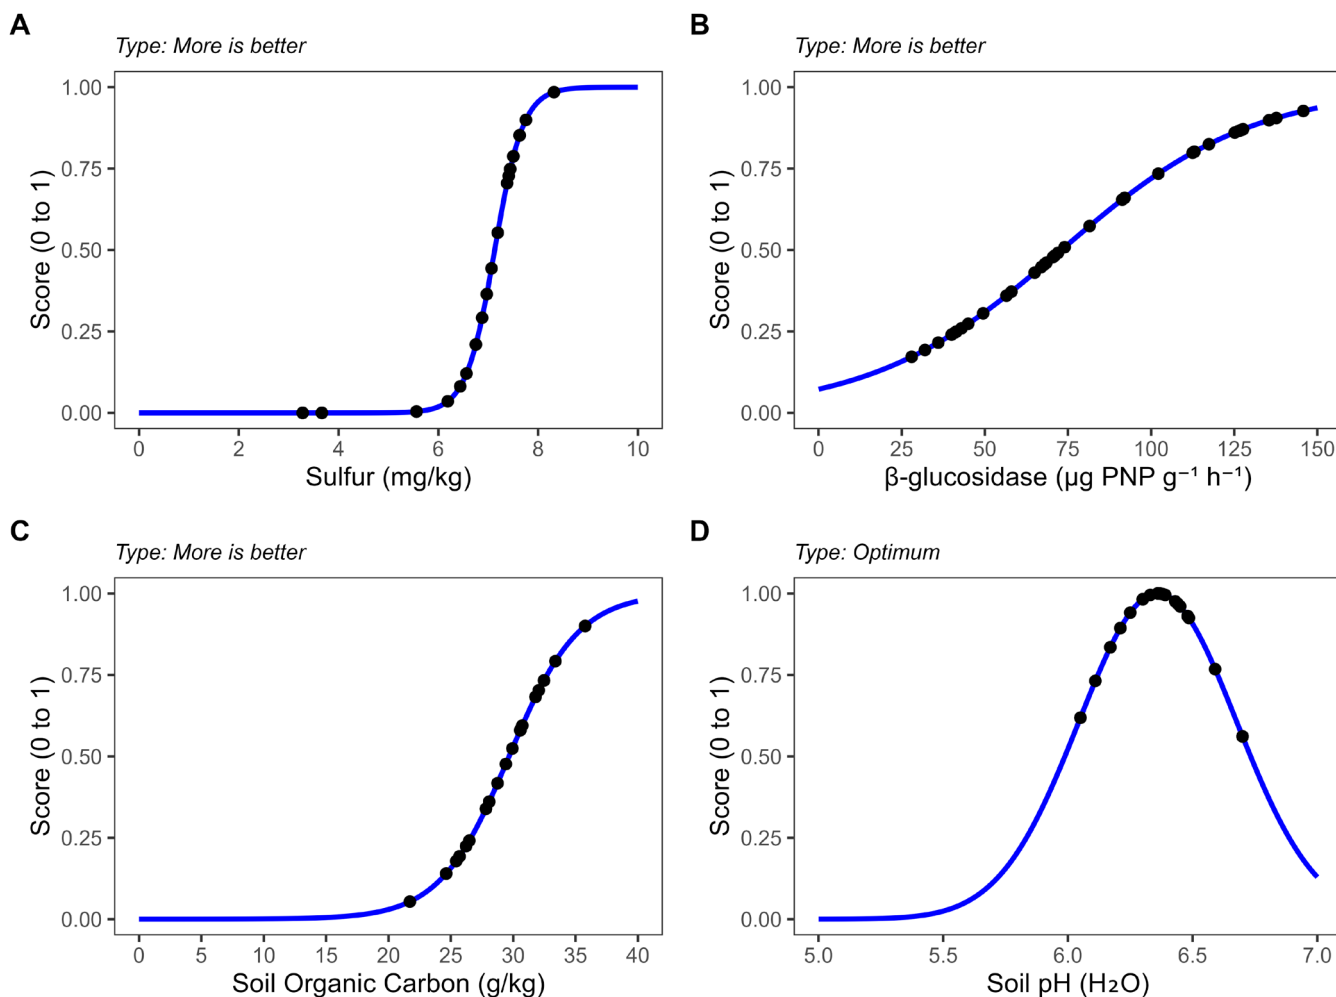 A
Type: More is better
1.00
0.75
0.50
0.25
0.00
Score (0 to 1)
0 2 4 6 8 10
Sulfur (mg/kg)
B
Type: More is better
1.00
0.75
0.50
0.25
0.00
Score (0 to 1)
0 25 50 75 100 125 150
β-glucosidase (μg PNP g⁻¹ h⁻¹)
C
Type: More is better
1.00
0.75
0.50
0.25
0.00
Score (0 to 1)
0 5 10 15 20 25 30 35 40
Soil Organic Carbon (g/kg)
D
Type: Optimum
1.00
0.75
0.50
0.25
0.00
Score (0 to 1)
5.0 5.5 6.0 6.5 7.0
Soil pH (H₂O)